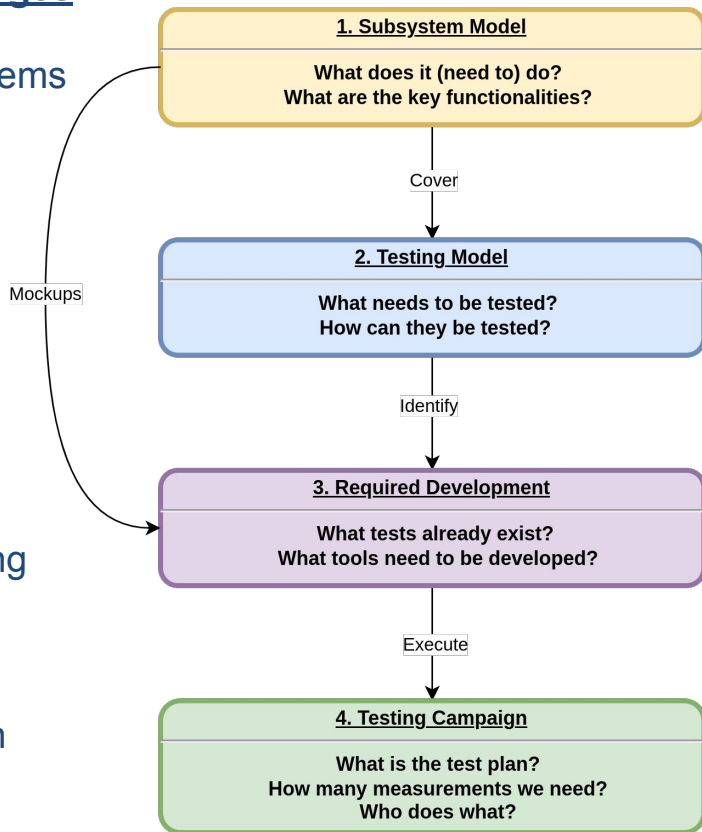 1. Subsystem Model
What does it (need to) do?
What are the key functionalities?
ems
Cover
2. Testing Model
What needs to be tested?
How can they be tested?
Mockups
Identify
3. Required Development
What tests already exist?
What tools need to be developed?
ng
Execute
4. Testing Campaign
What is the test plan?
How many measurements we need?
Who does what?
n